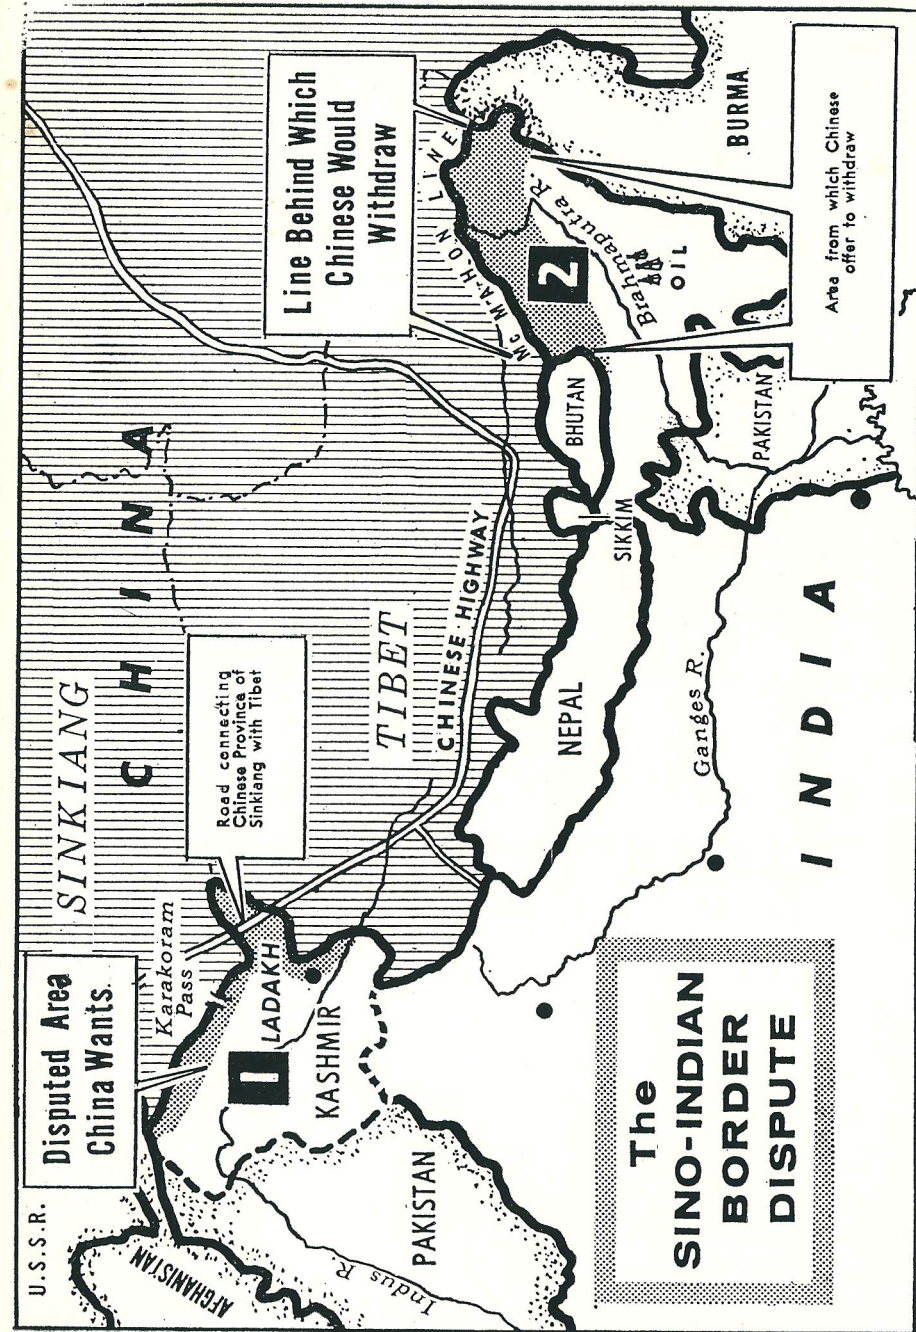 U.S.S.R.
AFGHANISTAN
Disputed Area
China Wants
SINKIANG
Karakoram
Pass
CHINA
Road connecting
Chinese Province of
Sinkiang with Tibet
TIBET
CHINESE HIGHWAY
Line Behind Which
Chinese Would
Withdraw
McMAHON LINE
1
LADAKH
KASHMIR
PAKISTAN
Indus R
NEPAL
SIKKIM
BHUTAN
2
Brahmaputra R.
OIL
BURMA
PAKISTAN
Area from which Chinese
offer to withdraw
Ganges R.
INDIA
The
SINO-INDIAN
BORDER
DISPUTE